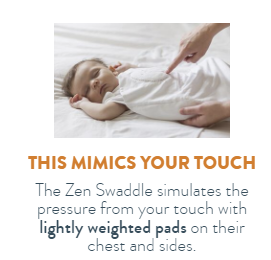 THIS MIMICS YOUR TOUCH
The Zen Swaddle simulates the
pressure from your touch with
lightly weighted pads on their
chest and sides.